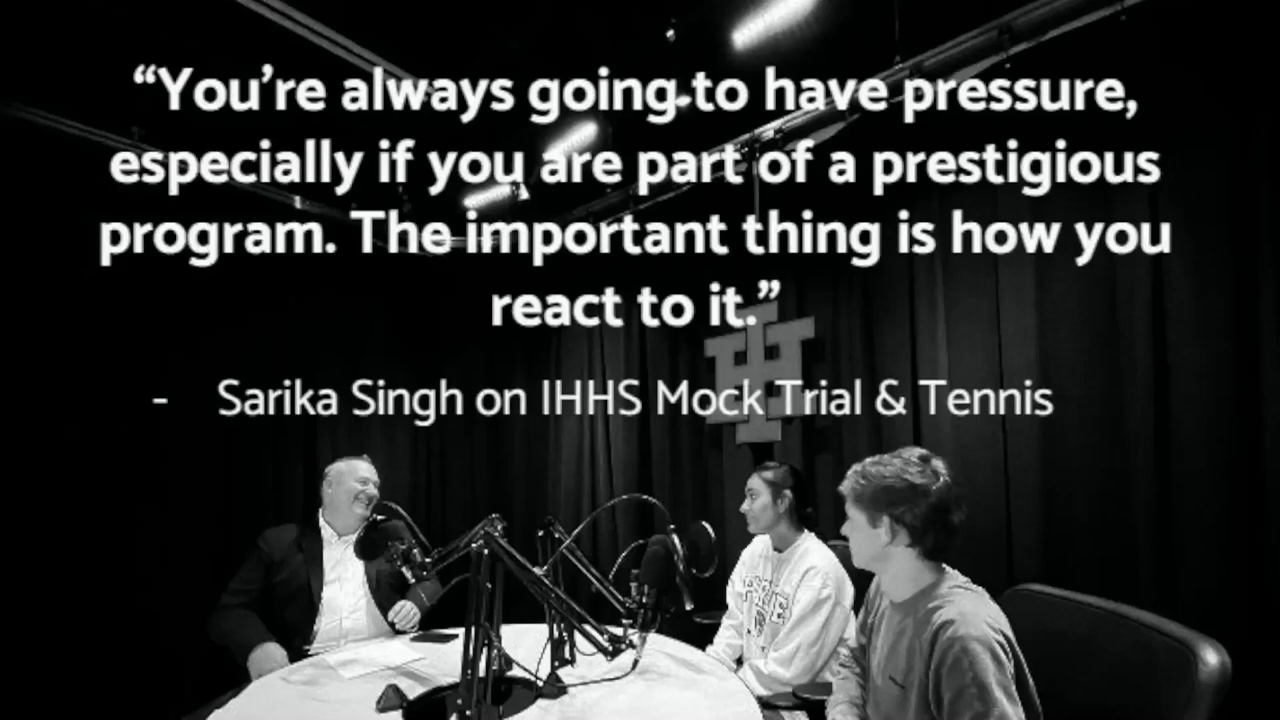 “You’re always going to have pressure,
especially if you are part of a prestigious
program. The important thing is how you
react to it.”
- Sarika Singh on IHHS Mock Trial & Tennis